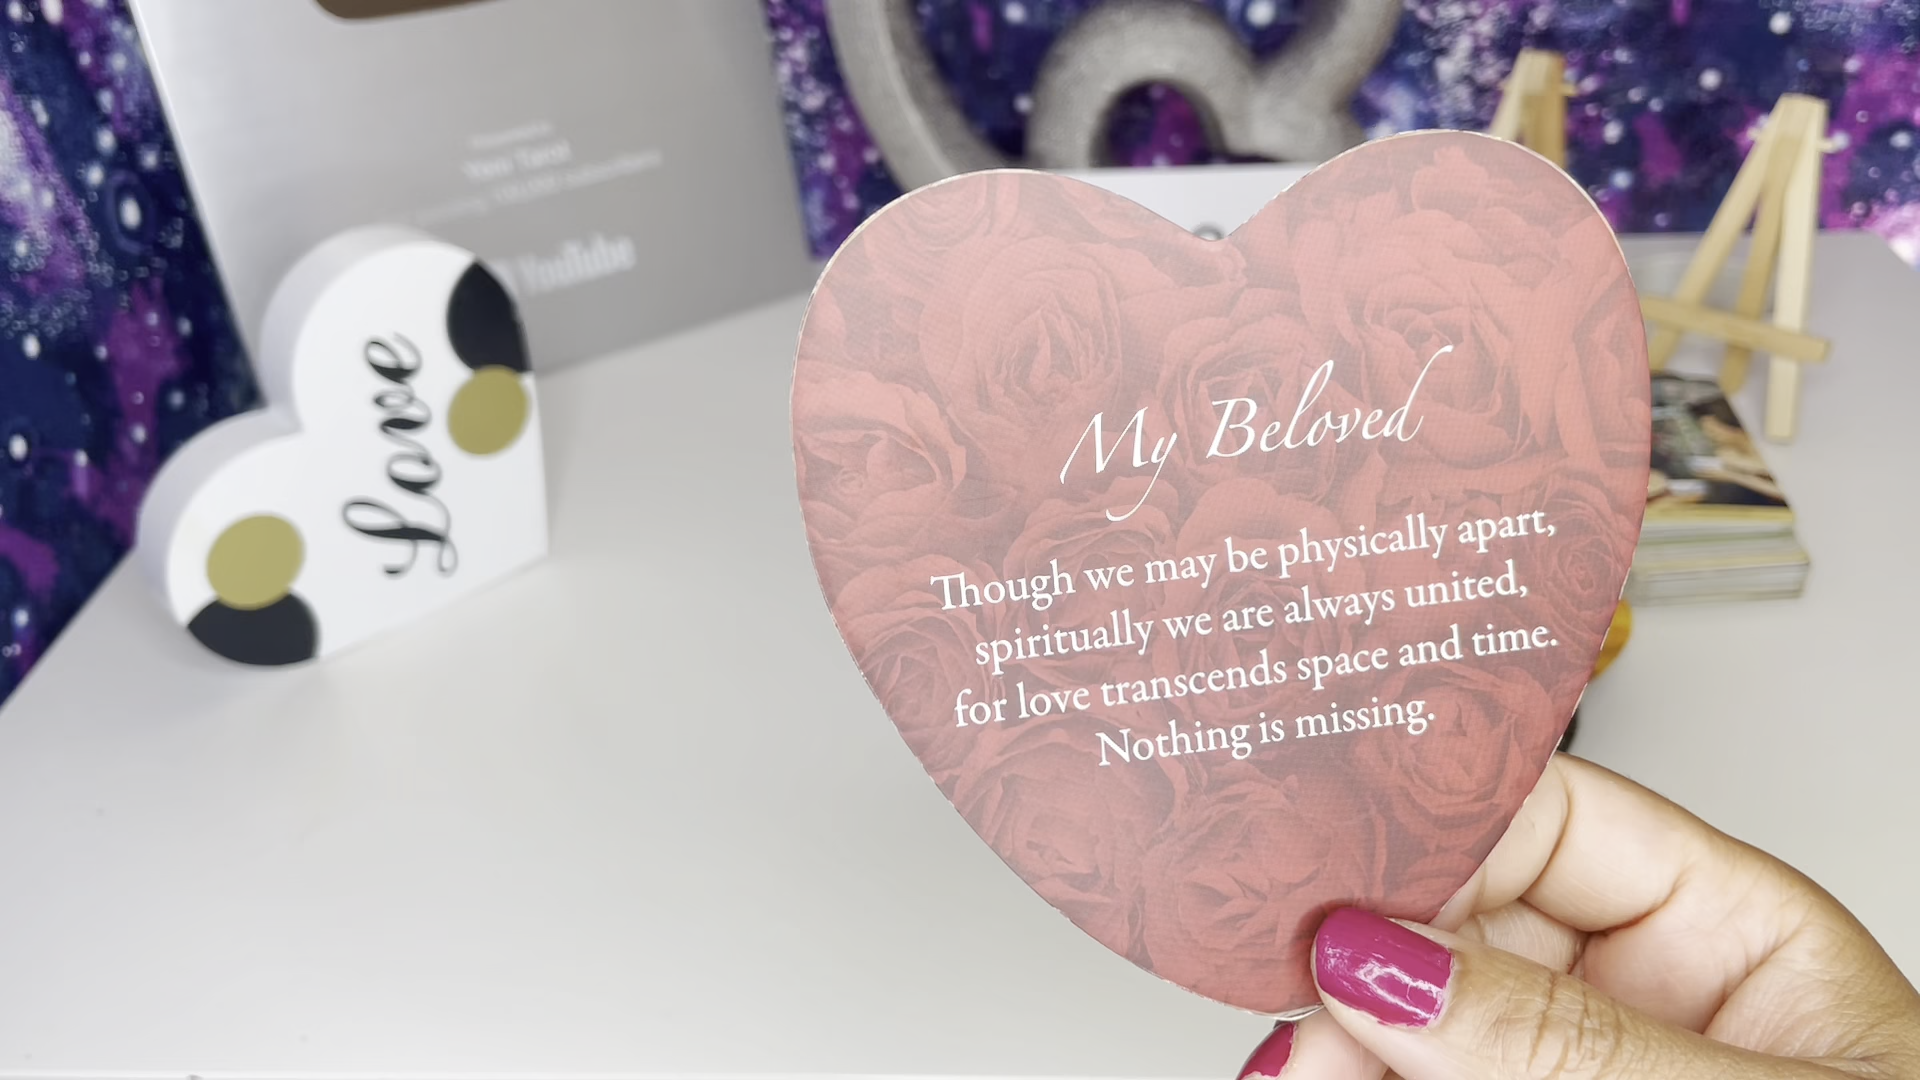 My Beloved
Though we may be physically apart,
spiritually we are always united,
for love transcends space and time.
Nothing is missing.
Love
YouTube